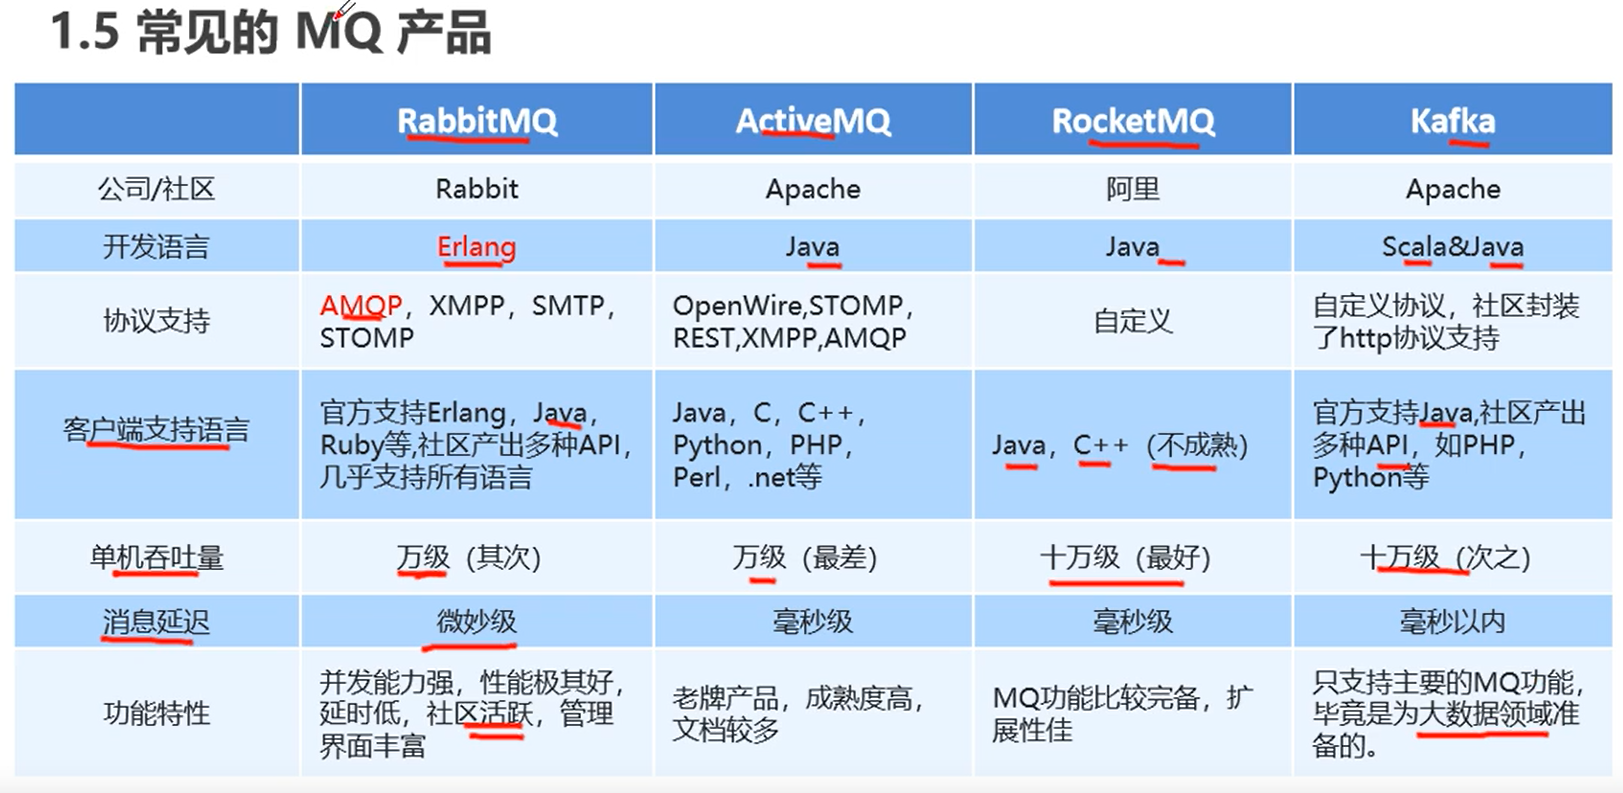 1.5 常见的 MQ 产品
RabbitMQ
ActiveMQ
RocketMQ
Kafka
公司/社区
Rabbit
Apache
阿里
Apache
开发语言
Erlang
Java
Java
Scala&Java
协议支持
AMQP，XMPP，SMTP，
STOMP
OpenWire,STOMP，
REST,XMPP,AMQP
自定义
自定义协议，社区封装
了http协议支持
客户端支持语言
官方支持Erlang，Java，
Ruby等,社区产出多种API，
几乎支持所有语言
Java，C，C++，
Python，PHP，
Perl，.net等
Java，C++（不成熟）
官方支持Java,社区产出
多种API，如PHP，
Python等
单机吞吐量
万级（其次）
万级（最差）
十万级（最好）
十万级（次之）
消息延迟
微妙级
毫秒级
毫秒级
毫秒以内
功能特性
并发能力强，性能极其好，
延时低，社区活跃，管理
界面丰富
老牌产品，成熟度高，
文档较多
MQ功能比较完备，扩
展性佳
只支持主要的MQ功能，
毕竟是为大数据领域准
备的。